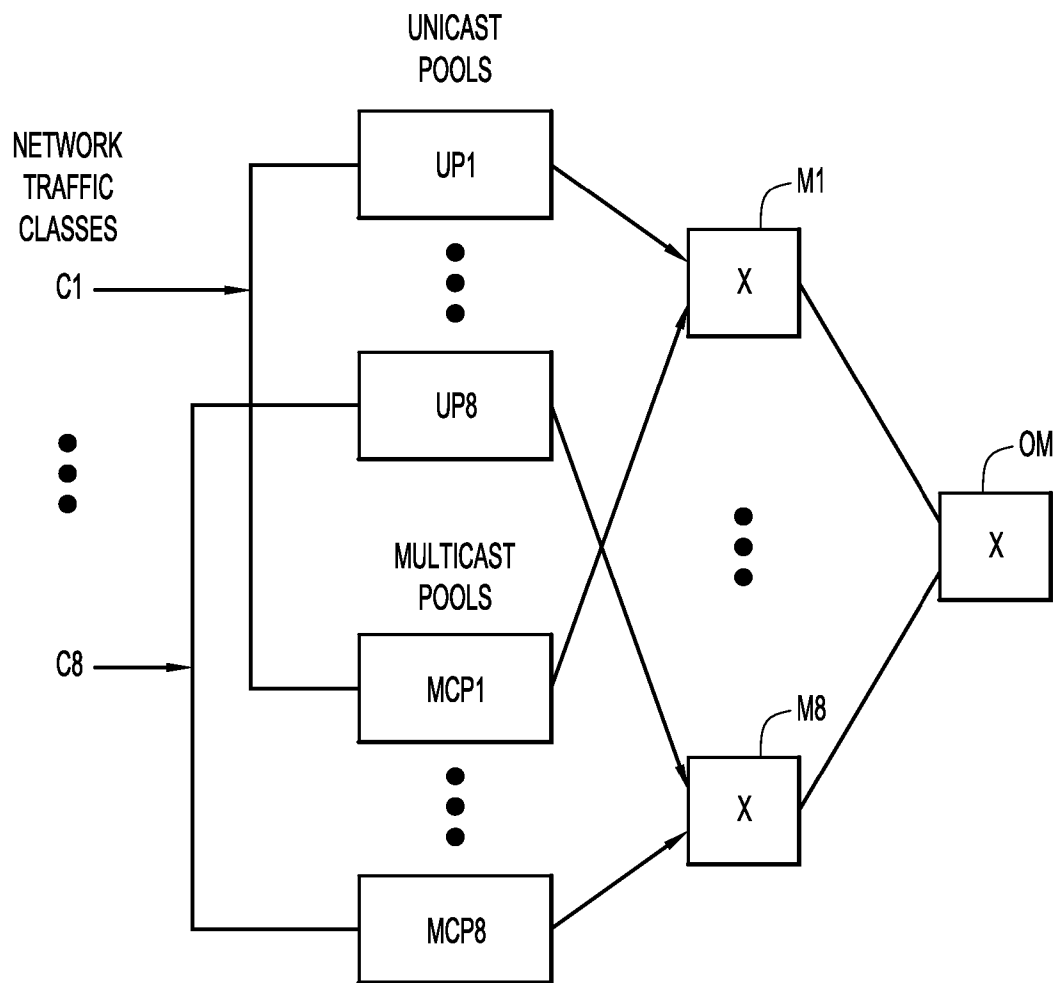 UNICAST
POOLS
NETWORK
TRAFFIC
CLASSES
UP1
M1
X
C1
UP8
OM
X
MULTICAST
POOLS
C8
MCP1
M8
X
MCP8